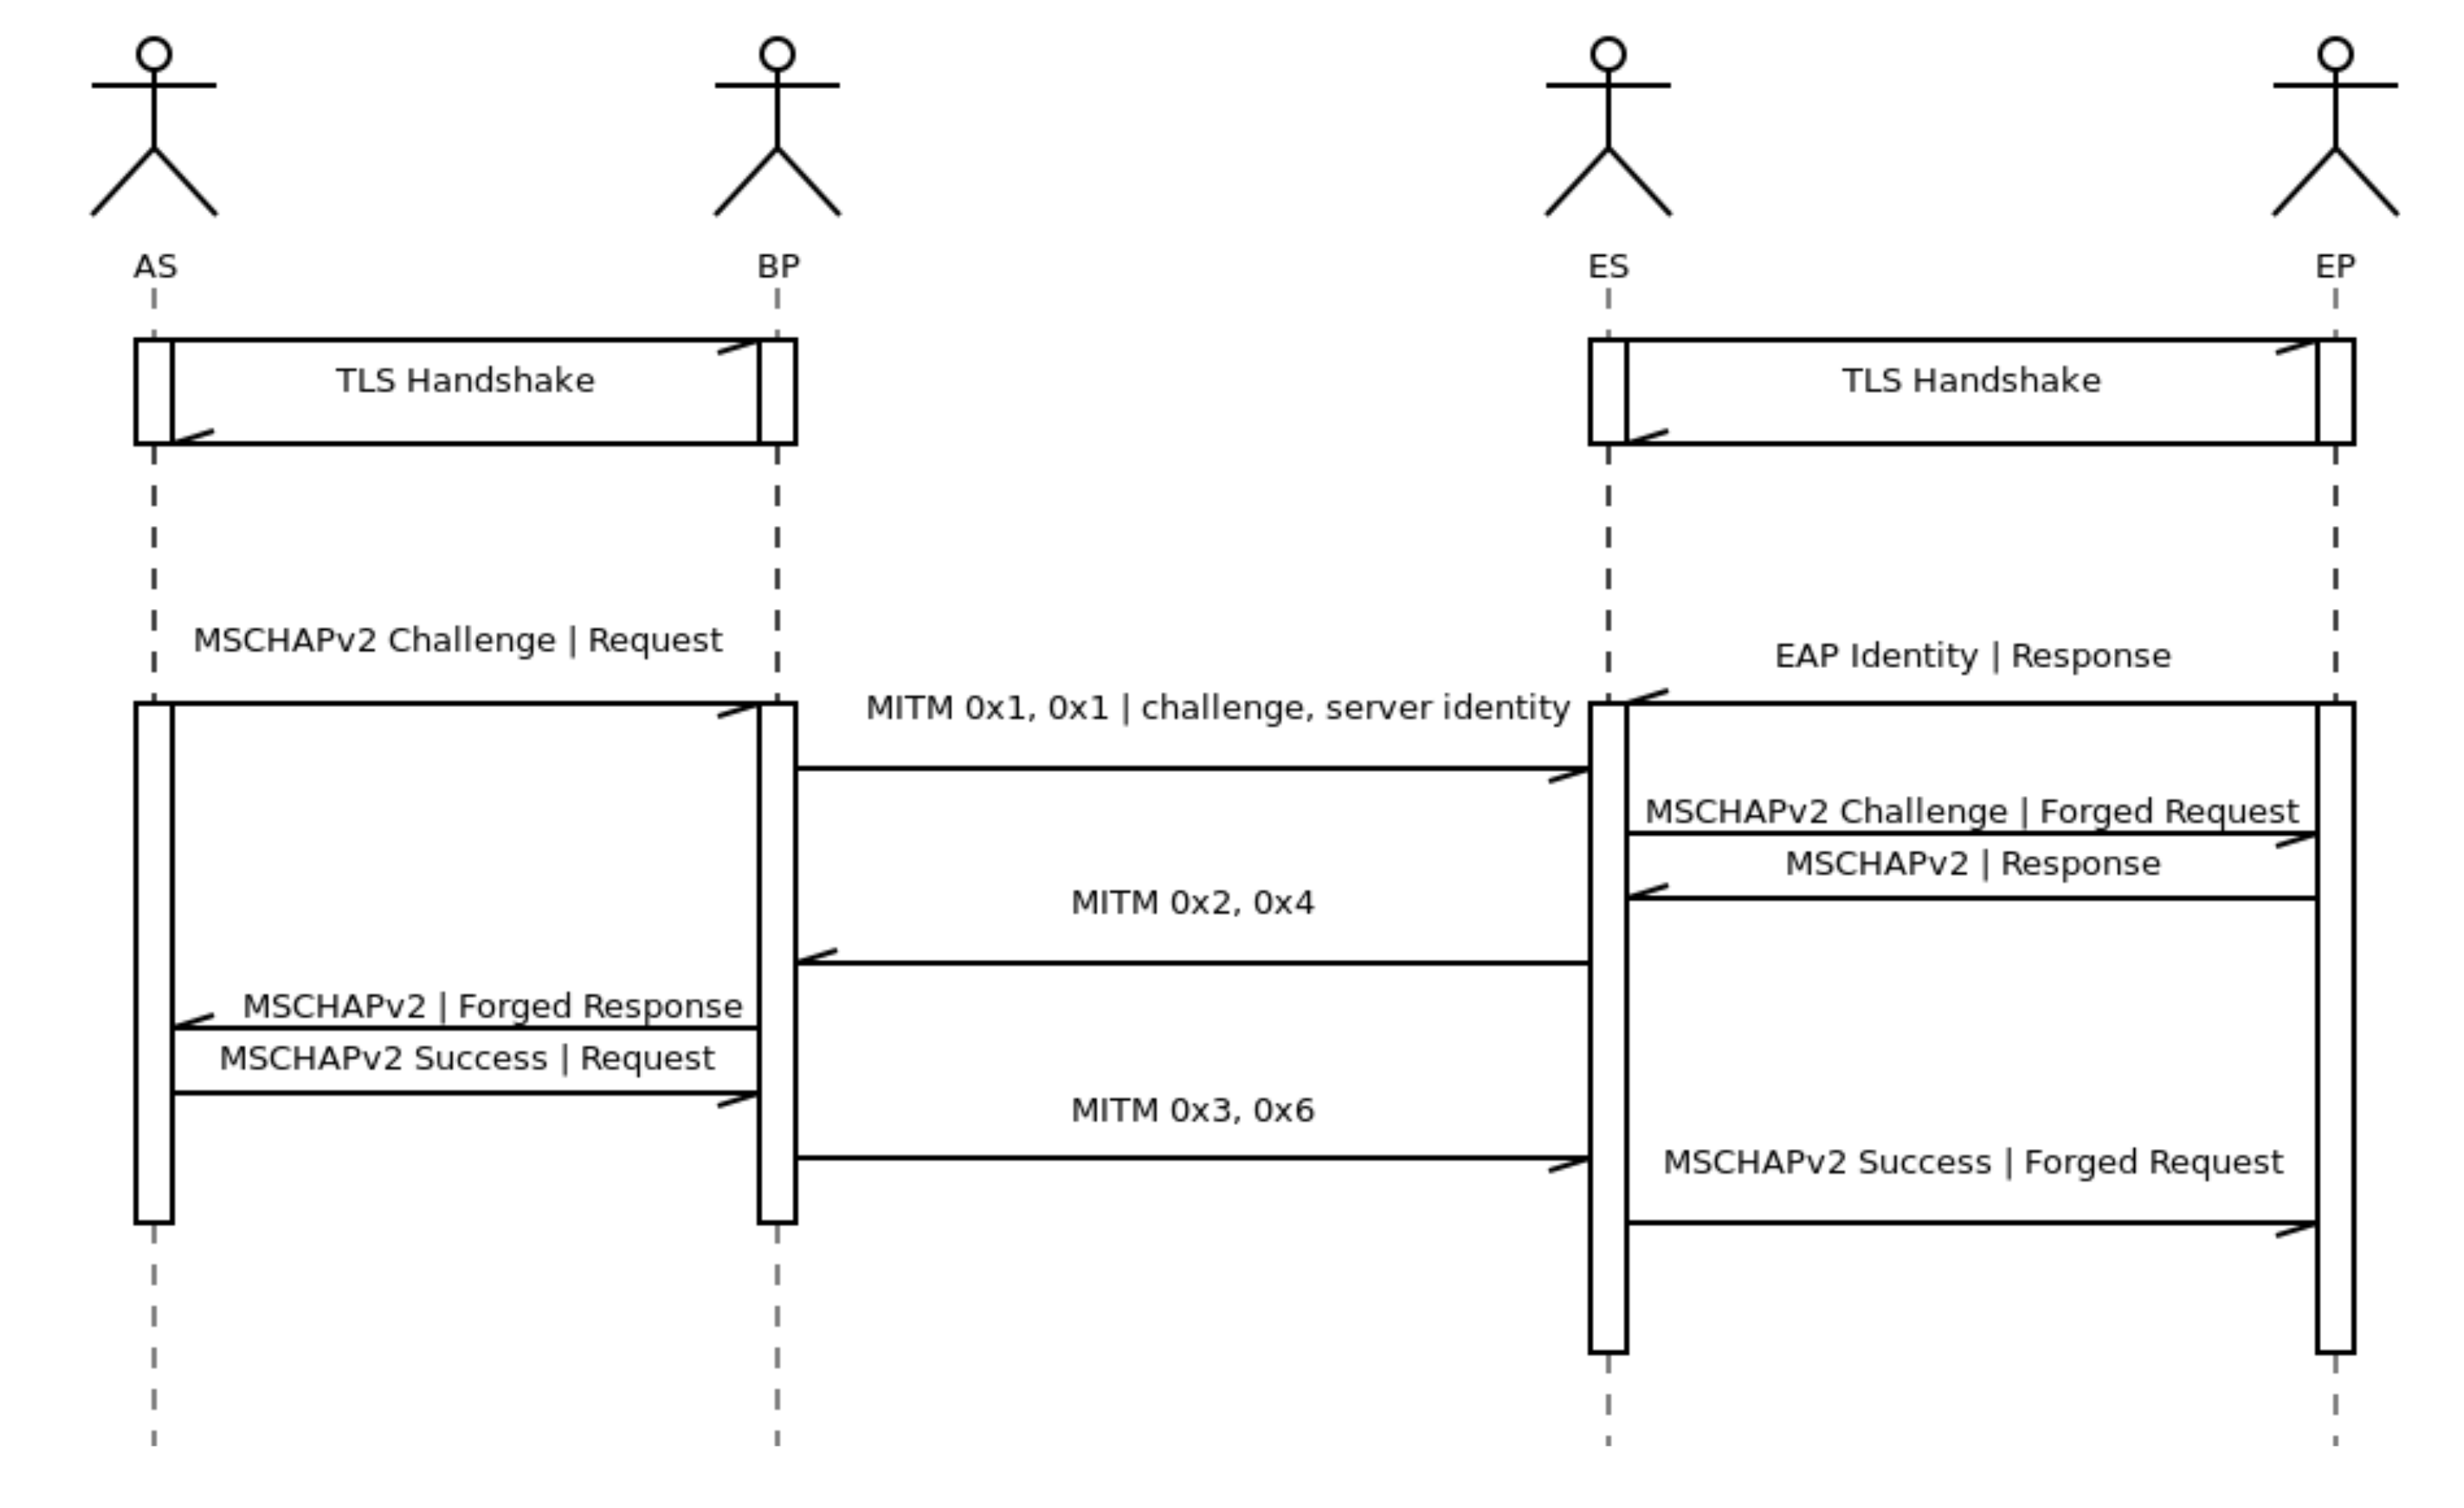 AS
BP
ES
EP
TLS Handshake
TLS Handshake
MSCHAPv2 Challenge | Request
EAP Identity | Response
MITM 0x1, 0x1 | challenge, server identity
MSCHAPv2 Challenge | Forged Request
MSCHAPv2 | Response
MITM 0x2, 0x4
MSCHAPv2 | Forged Response
MSCHAPv2 Success | Request
MITM 0x3, 0x6
MSCHAPv2 Success | Forged Request